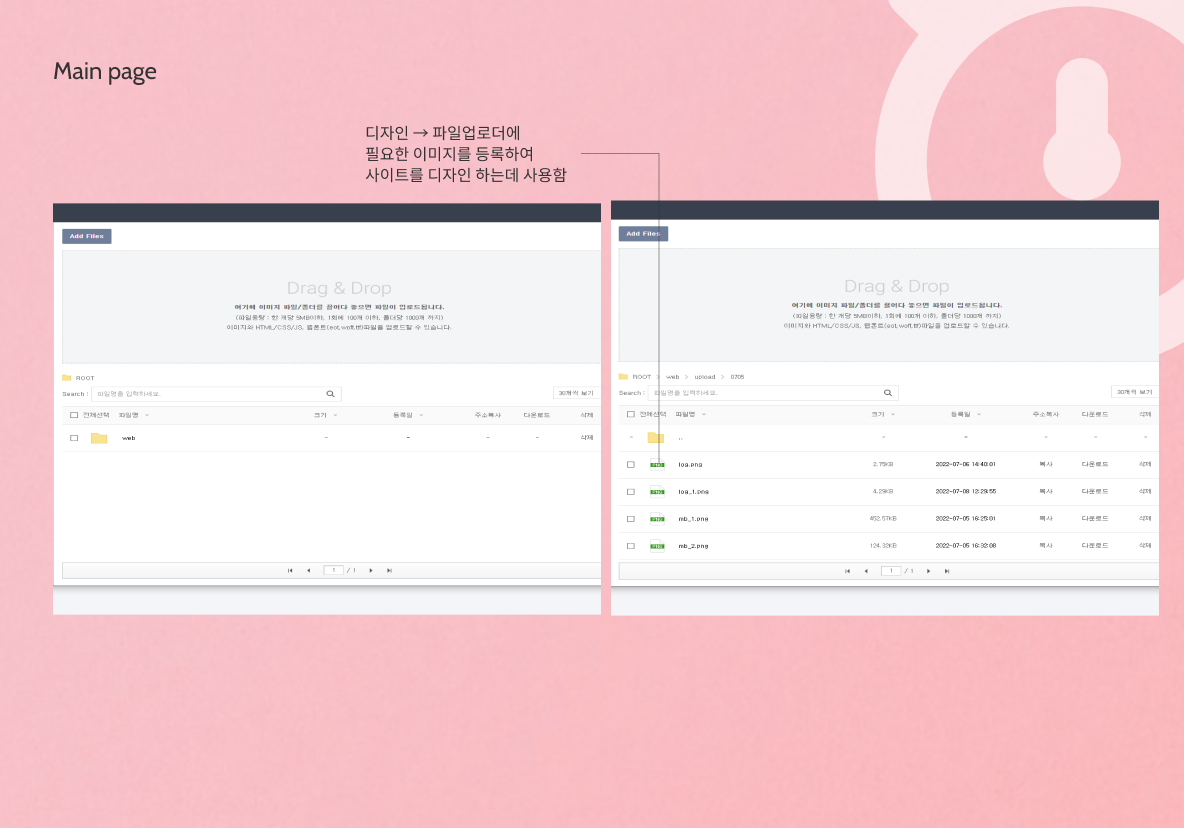 Main page
디자인 → 파일업로더에
필요한 이미지를 등록하여
사이트를 디자인 하는데 사용함
Add Files
Drag & Drop
여기에 이미지 파일/폴더를 끌어다 놓으면 파일이 업로드됩니다.
(파일용량 : 한 개당 5MB이하, 1회에 100개 이하, 폴더당 1000개 까지)
이미지와 HTML/CSS/JS, 웹폰트(eot,woff,ttf)파일을 업로드할 수 있습니다.
ROOT
Search : 파일명을 입력하세요. 30개씩 보기
전체선택 파일명 크기 등록일 주소복사 다운로드 삭제
web - - - - 삭제
1 / 1
Add Files
Drag & Drop
여기에 이미지 파일/폴더를 끌어다 놓으면 파일이 업로드됩니다.
(파일용량 : 한 개당 5MB이하, 1회에 100개 이하, 폴더당 1000개 까지)
이미지와 HTML/CSS/JS, 웹폰트(eot,woff,ttf)파일을 업로드할 수 있습니다.
ROOT > web > upload > 0705
Search : 파일명을 입력하세요. 30개씩 보기
전체선택 파일명 크기 등록일 주소복사 다운로드 삭제
- .. - - - - -
PNG log.png 2.75KB 2022-07-06 14:40:01 복사 다운로드 삭제
PNG log_1.png 4.29KB 2022-07-08 12:29:55 복사 다운로드 삭제
PNG mb_1.png 452.57KB 2022-07-05 16:25:01 복사 다운로드 삭제
PNG mb_2.png 124.32KB 2022-07-05 16:32:08 복사 다운로드 삭제
1 / 1